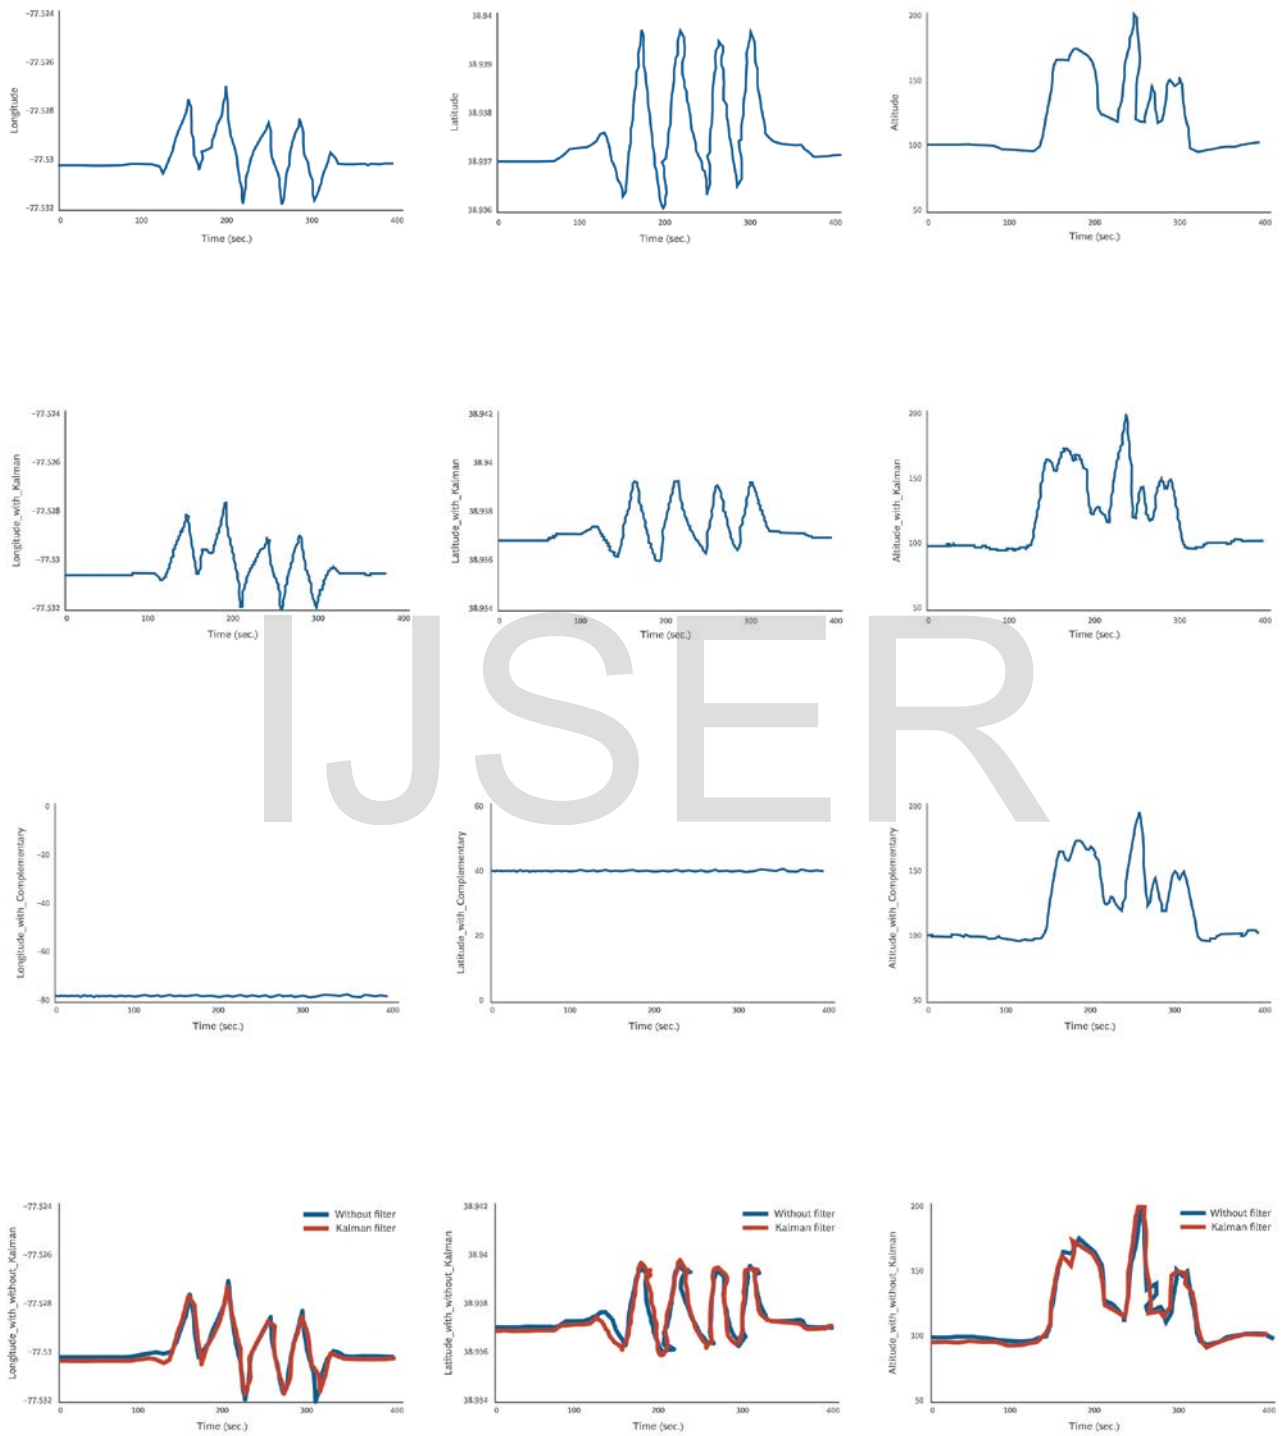 -77.524
-77.526
-77.528
-77.53
-77.532
0 100 200 300 400
Longitude
Time (sec.)
38.94
38.939
38.938
38.937
38.936
0 100 200 300 400
Latitude
Time (sec.)
200
150
100
50
0 100 200 300 400
Altitude
Time (sec.)
-77.524
-77.526
-77.528
-77.53
-77.532
0 100 200 300 400
Longitude_with_Kalman
Time (sec.)
38.942
38.94
38.938
38.936
38.934
0 100 200 300 400
Latitude_with_Kalman
Time (sec.)
200
150
100
50
0 100 200 300 400
Altitude_with_Kalman
Time (sec.)
IJSER
0
-20
-40
-60
-80
0 100 200 300 400
Longitude_with_Complementary
Time (sec.)
60
40
20
0
0 100 200 300 400
Latitude_with_Complementary
Time (sec.)
200
150
100
50
0 100 200 300 400
Altitude_with_Complementary
Time (sec.)
-77.524
-77.526
-77.528
-77.53
-77.532
0 100 200 300 400
Longitude_with_without_Kalman
Time (sec.)
Without filter
Kalman filter
38.942
38.94
38.938
38.936
38.934
0 100 200 300 400
Latitude_with_without_Kalman
Time (sec.)
Without filter
Kalman filter
200
150
100
50
0 100 200 300 400
Altitude_with_without_Kalman
Time (sec.)
Without filter
Kalman filter